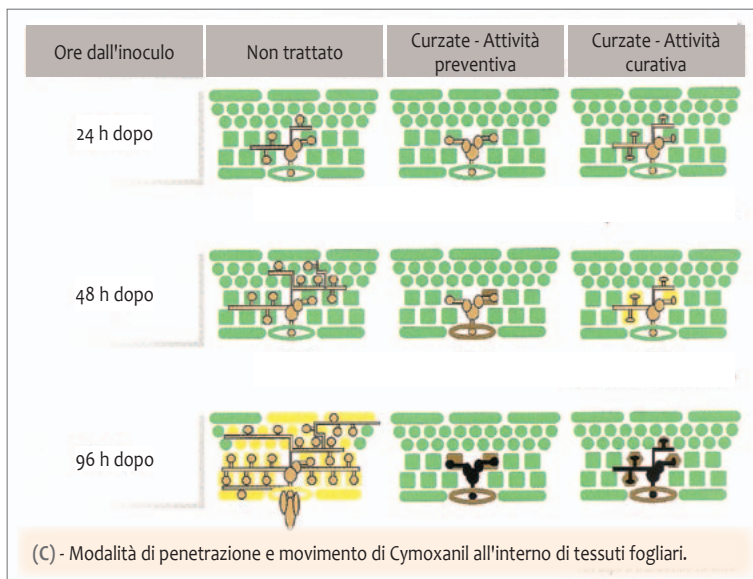 Ore dall'inoculo
Non trattato
Curzate - Attività
preventiva
Curzate - Attività
curativa
24 h dopo
48 h dopo
96 h dopo
(C) - Modalità di penetrazione e movimento di Cymoxanil all'interno di tessuti fogliari.